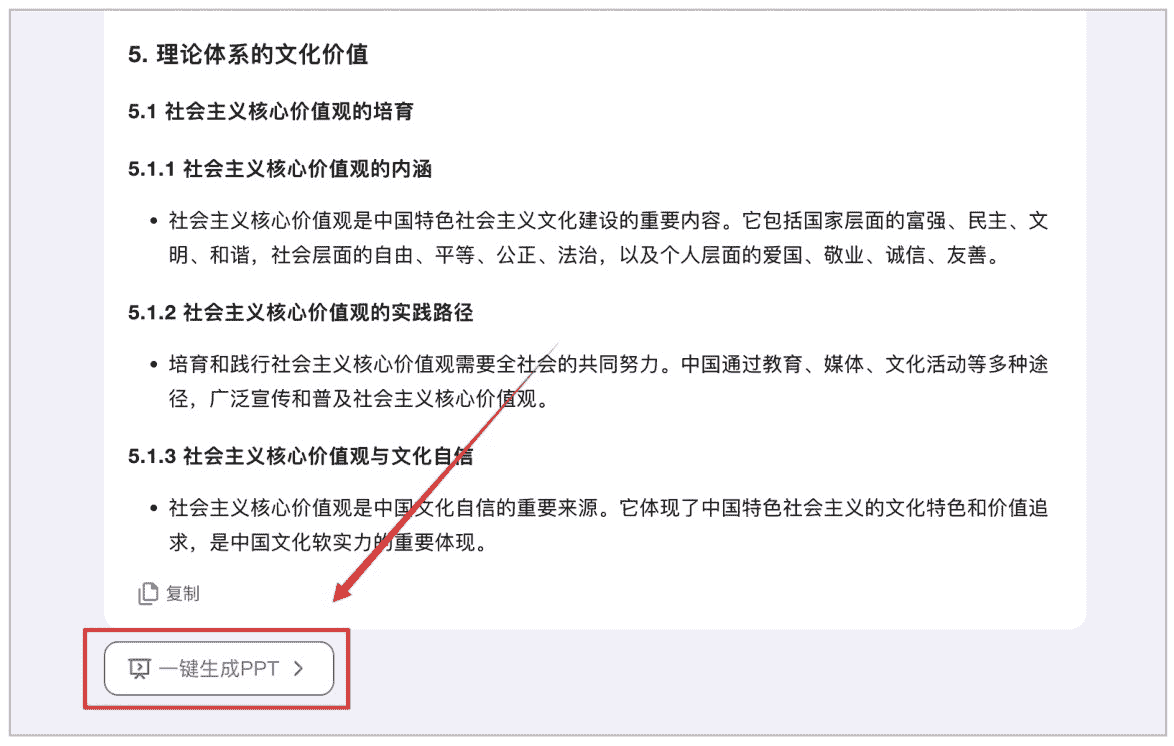 5. 理论体系的文化价值
5.1 社会主义核心价值观的培育
5.1.1 社会主义核心价值观的内涵
• 社会主义核心价值观是中国特色社会主义文化建设的重要内容。它包括国家层面的富强、民主、文
明、和谐，社会层面的自由、平等、公正、法治，以及个人层面的爱国、敬业、诚信、友善。
5.1.2 社会主义核心价值观的实践路径
• 培育和践行社会主义核心价值观需要全社会的共同努力。中国通过教育、媒体、文化活动等多种途
径，广泛宣传和普及社会主义核心价值观。
5.1.3 社会主义核心价值观与文化自信
• 社会主义核心价值观是中国文化自信的重要来源。它体现了中国特色社会主义的文化特色和价值追
求，是中国文化软实力的重要体现。
复制
一键生成PPT